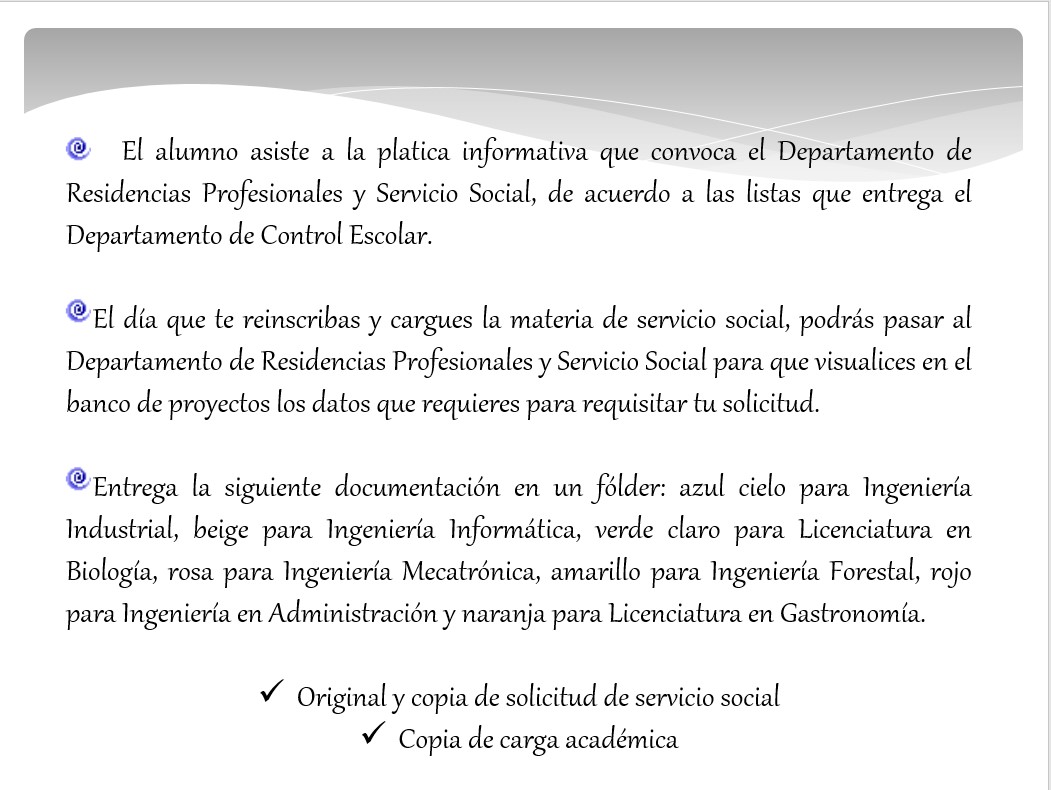 El alumno asiste a la platica informativa que convoca el Departamento de
Residencias Profesionales y Servicio Social, de acuerdo a las listas que entrega el
Departamento de Control Escolar.
El día que te reinscribas y cargues la materia de servicio social, podrás pasar al
Departamento de Residencias Profesionales y Servicio Social para que visualices en el
banco de proyectos los datos que requieres para requisitar tu solicitud.
Entrega la siguiente documentación en un fólder: azul cielo para Ingeniería
Industrial, beige para Ingeniería Informática, verde claro para Licenciatura en
Biología, rosa para Ingeniería Mecatrónica, amarillo para Ingeniería Forestal, rojo
para Ingeniería en Administración y naranja para Licenciatura en Gastronomía.
✓ Original y copia de solicitud de servicio social
✓ Copia de carga académica